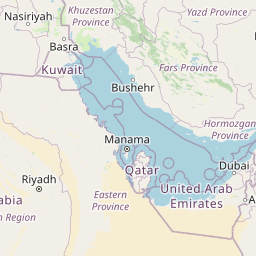 Khuzestan
Province
Yazd Province
Nasiriyah
Basra
Kuwait
Bushehr
Fars Province
Hormozgan
Province
Manama
Qatar
Dubai
Riyadh
Eastern
Province
United Arab
Emirates
abia
n Region
A